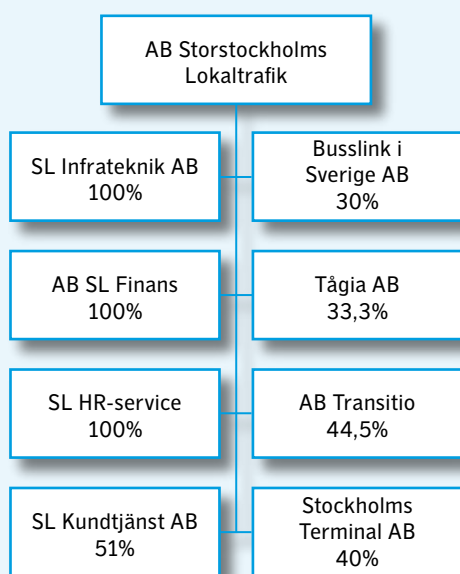 AB Storstockholms
Lokaltrafik
SL Infrateknik AB
100%
Busslink i
Sverige AB
30%
AB SL Finans
100%
Tågia AB
33,3%
SL HR-service
100%
AB Transitio
44,5%
SL Kundtjänst AB
51%
Stockholms
Terminal AB
40%